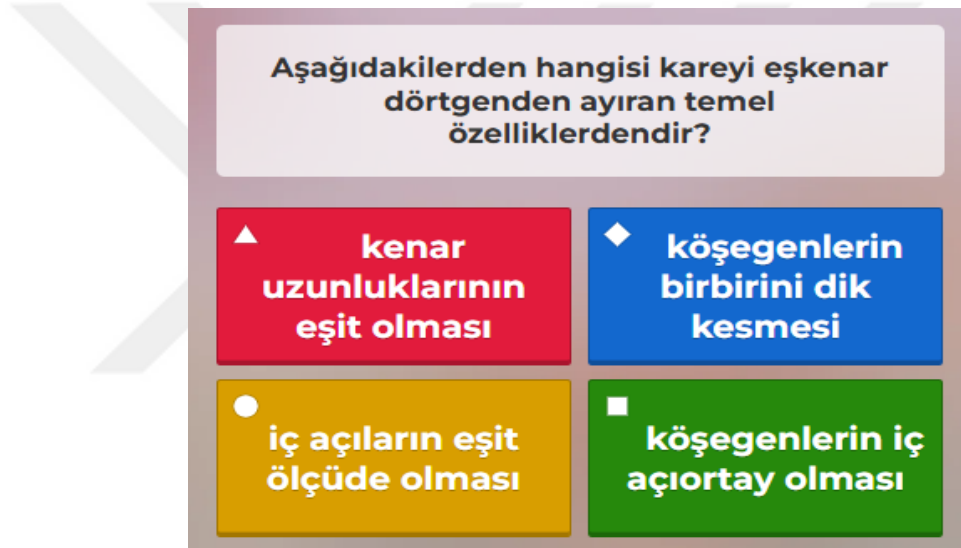 Aşağıdakilerden hangisi kareyi eşkenar
dörtgenden ayıran temel
özelliklerdendir?
kenar
uzunluklarının
eşit olması
köşegenlerin
birbirini dik
kesmesi
iç açıların eşit
ölçüde olması
köşegenlerin iç
açıortay olması